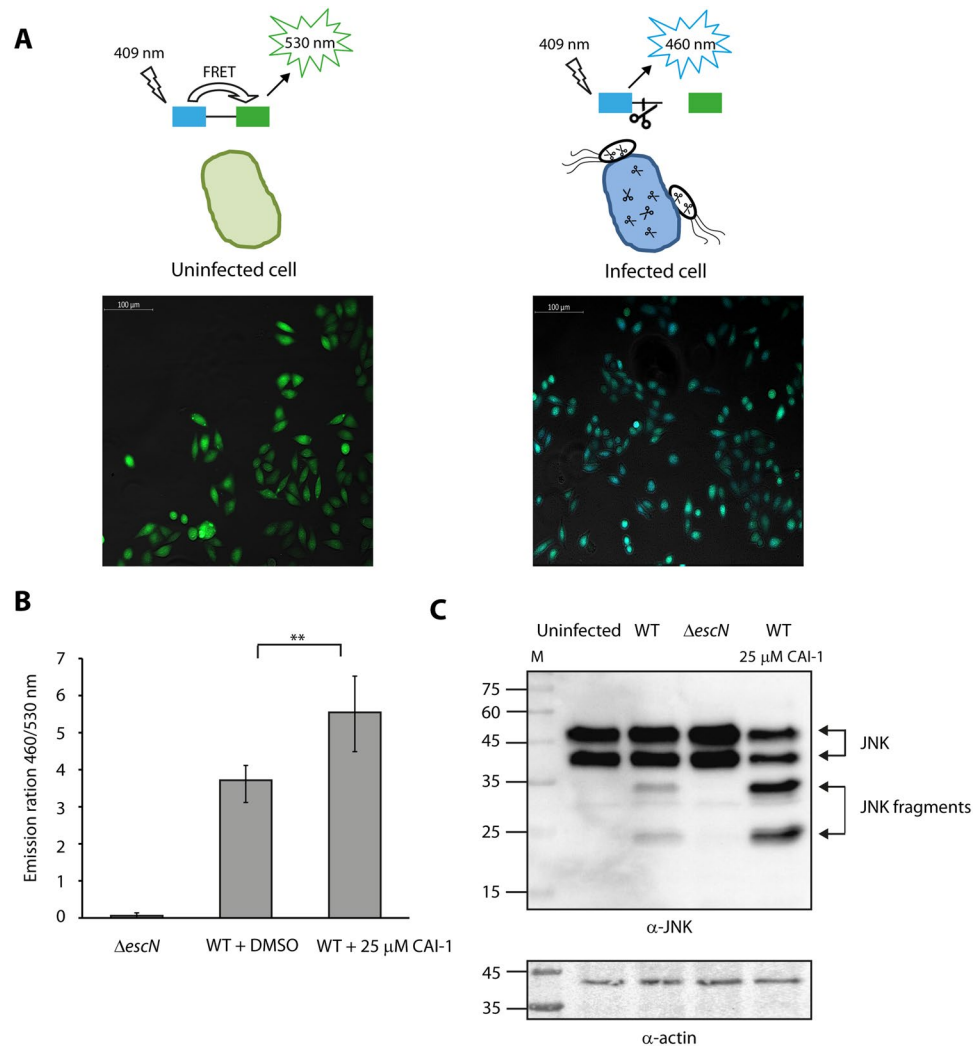 A
409 nm
FRET
530 nm
409 nm
460 nm
Uninfected cell
Infected cell
100 µm
100 µm
B
Emission ration 460/530 nm
7
6
5
4
3
2
1
0
**
ΔescN
WT + DMSO
WT + 25 µM CAI-1
C
Uninfected WT ΔescN WT
M 25 µM CAI-1
75
60
45
35
25
15
JNK
JNK fragments
α-JNK
45
35
α-actin